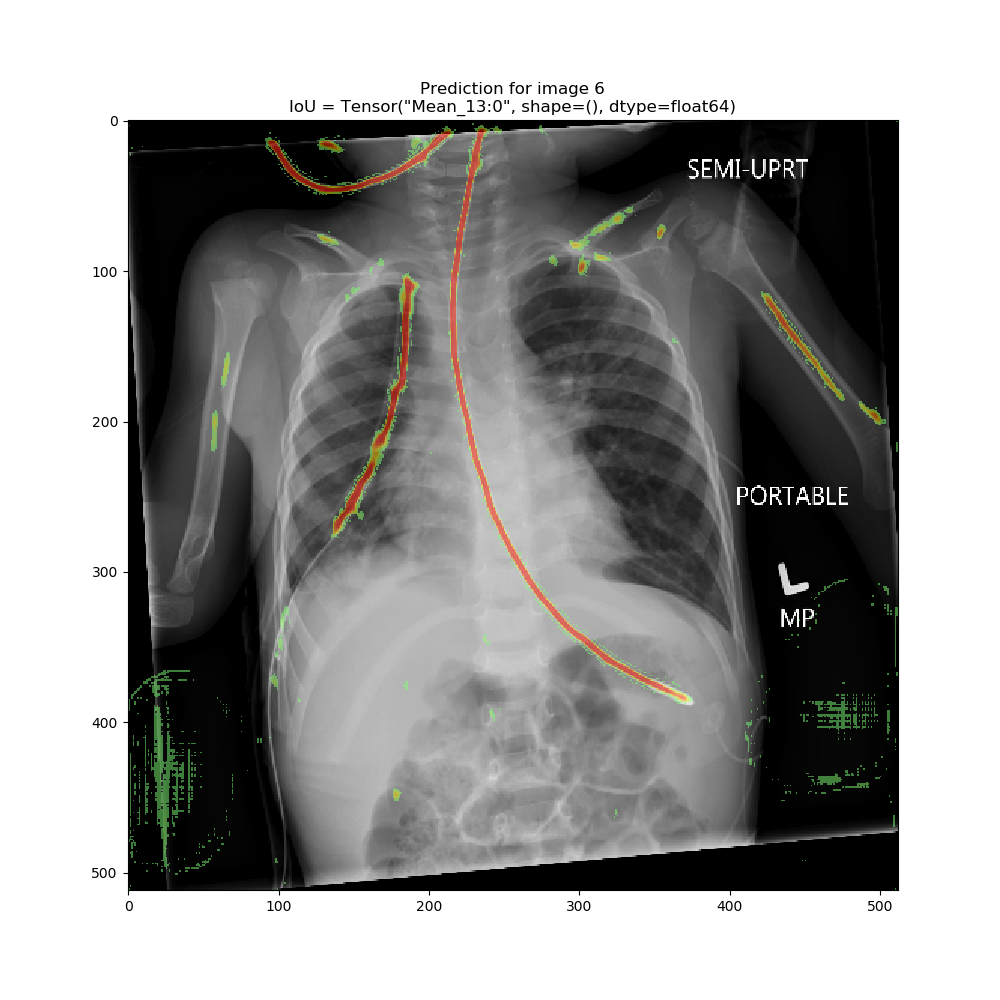 Prediction for image 6
IoU = Tensor("Mean_13:0", shape=(), dtype=float64)
0
SEMI-UPRT
100
200
PORTABLE
300
L
MP
400
500
0 100 200 300 400 500